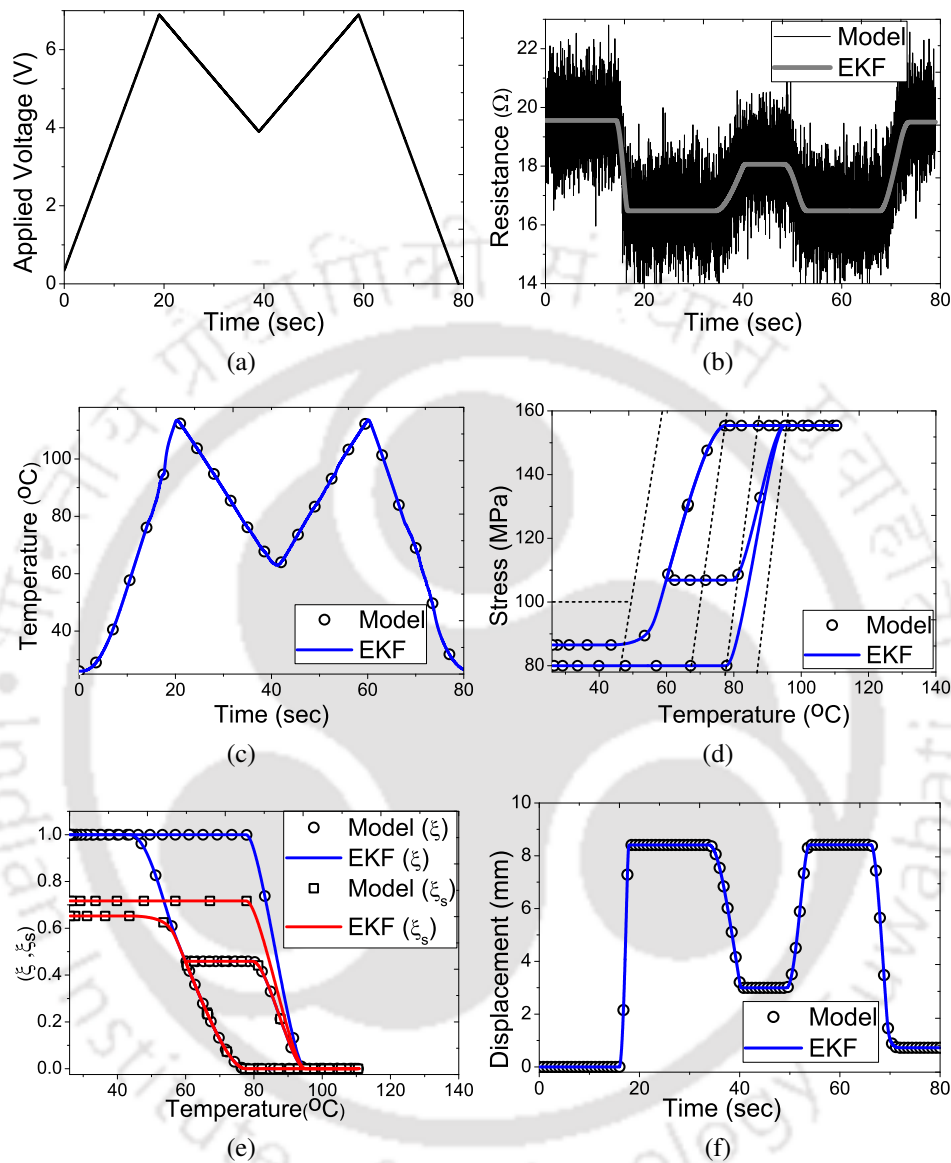 Applied Voltage (V)
6
4
2
0
0 20 40 60 80
Time (sec)
(a)
Resistance (Ω)
22
20
18
16
14
Model
EKF
0 20 40 60 80
Time (sec)
(b)
Temperature (ºC)
100
80
60
40
Model
EKF
0 20 40 60 80
Time (sec)
(c)
Stress (MPa)
160
140
120
100
80
Model
EKF
40 60 80 100 120 140
Temperature (ºC)
(d)
(ξ ,ξs)
1.0
0.8
0.6
0.4
0.2
0.0
Model (ξ)
EKF (ξ)
Model (ξs)
EKF (ξs)
40 60 80 100 120 140
Temperature(ºC)
(e)
Displacement (mm)
10
8
6
4
2
0
Model
EKF
0 20 40 60 80
Time (sec)
(f)